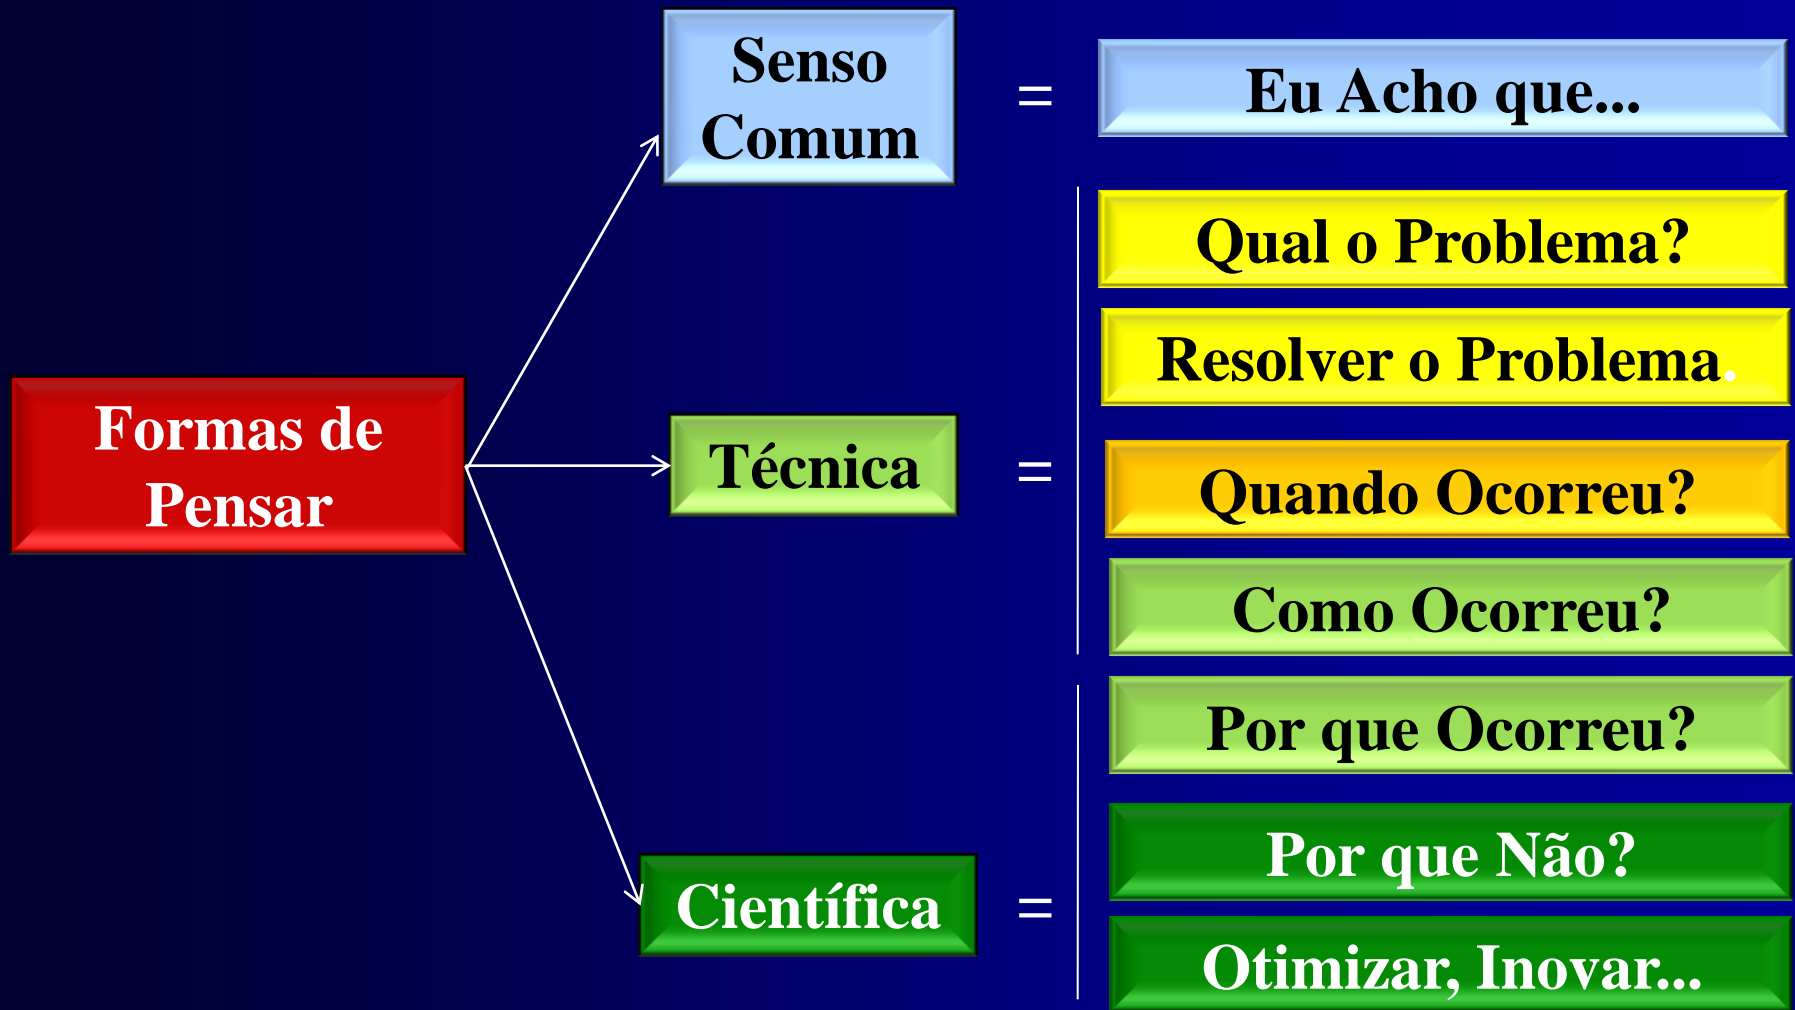 Senso
Comum
=
Eu Acho que...
Qual o Problema?
Resolver o Problema.
Formas de
Pensar
Técnica
=
Quando Ocorreu?
Como Ocorreu?
Por que Ocorreu?
Por que Não?
Científica
=
Otimizar, Inovar...